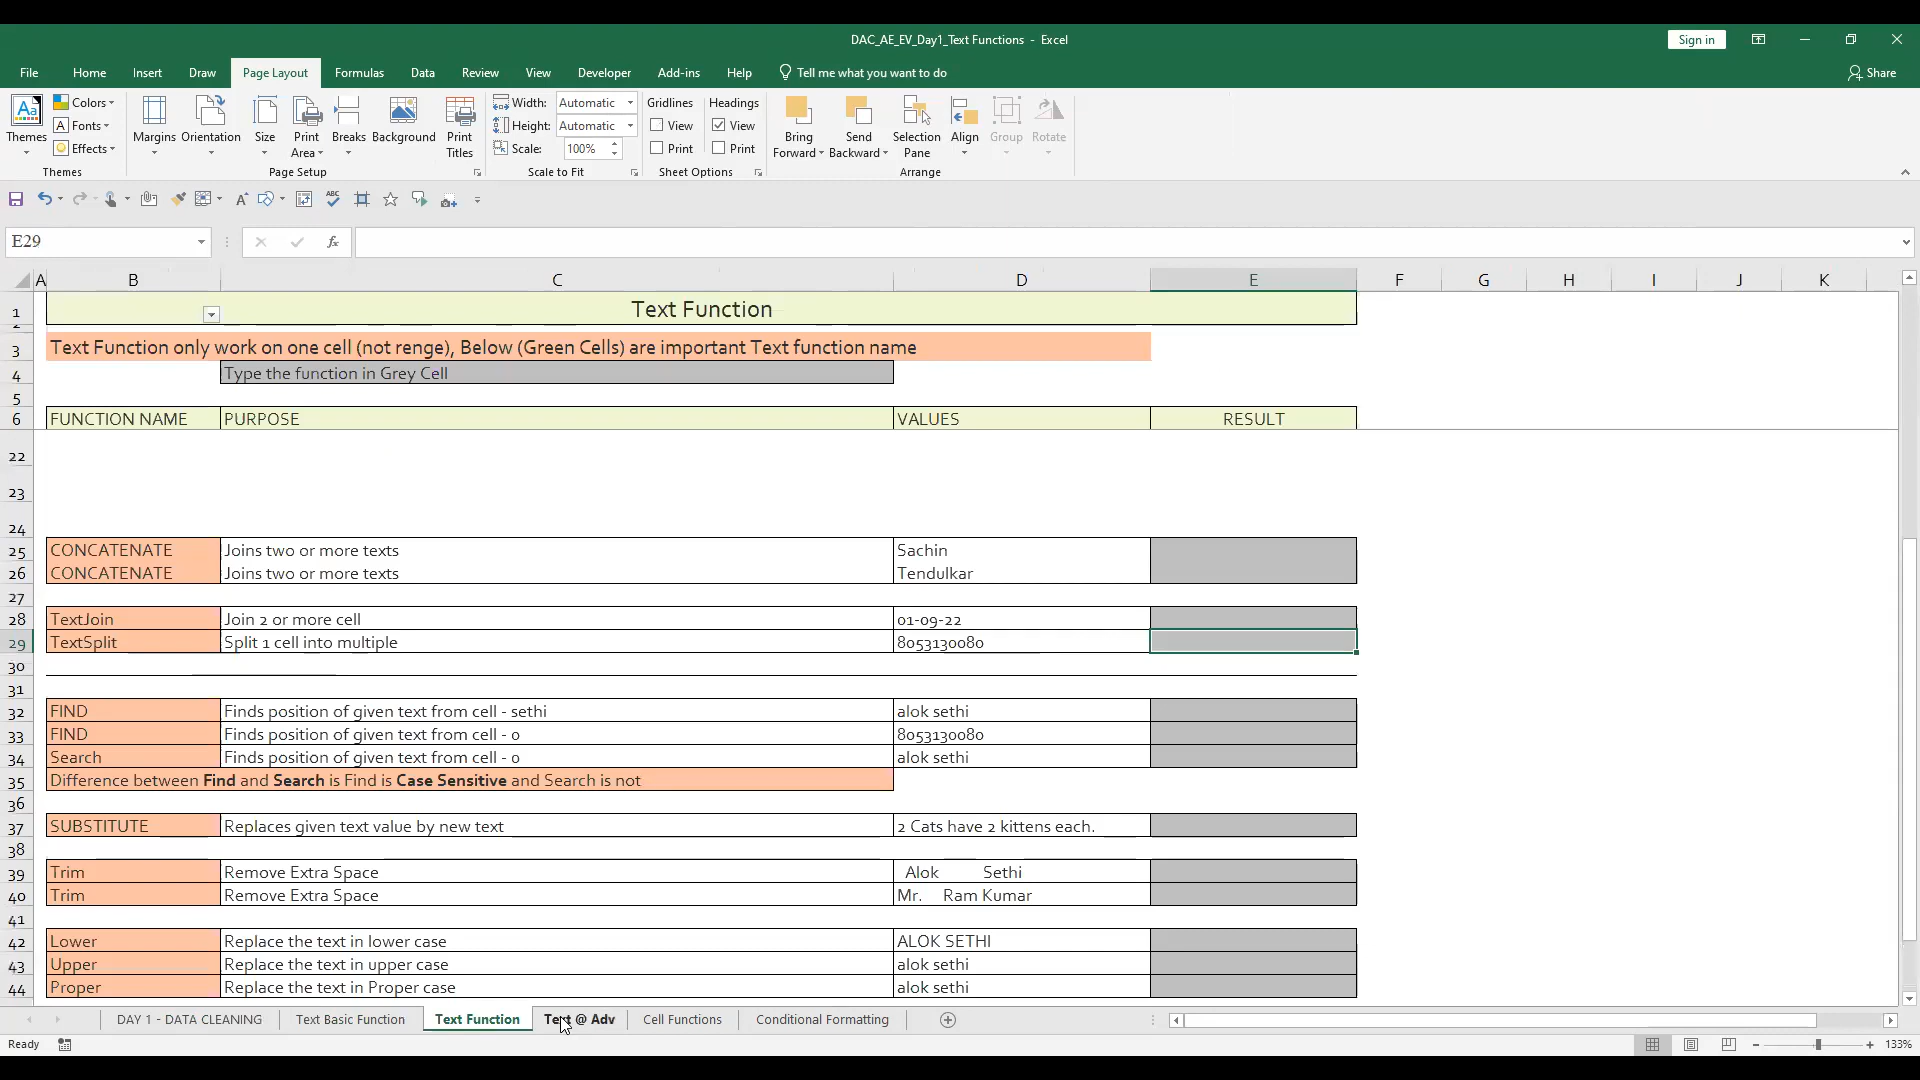 DAC_AE_EV_Day1_Text Functions - Excel
Sign in
File Home Insert Draw Page Layout Formulas Data Review View Developer Add-ins Help Tell me what you want to do Share
Colors Width: Automatic Gridlines Headings
Fonts Height: Automatic View View
Themes Effects Margins Orientation Size Print Area Breaks Background Print Titles Scale: 100% Print Print Bring Forward Send Backward Selection Pane Align Group Rotate
Themes Page Setup Scale to Fit Sheet Options Arrange
E29 fx
A B C D E F G H I J K
1 Text Function
3 Text Function only work on one cell (not renge), Below (Green Cells) are important Text function name
4 Type the function in Grey Cell
5
6 FUNCTION NAME PURPOSE VALUES RESULT
22
23
24
25 CONCATENATE Joins two or more texts Sachin
26 CONCATENATE Joins two or more texts Tendulkar
27
28 TextJoin Join 2 or more cell 01-09-22
29 TextSplit Split 1 cell into multiple 8053130080
30
31
32 FIND Finds position of given text from cell - sethi alok sethi
33 FIND Finds position of given text from cell - 0 8053130080
34 Search Finds position of given text from cell - 0 alok sethi
35 Difference between Find and Search is Find is Case Sensitive and Search is not
36
37 SUBSTITUTE Replaces given text value by new text 2 Cats have 2 kittens each.
38
39 Trim Remove Extra Space Alok Sethi
40 Trim Remove Extra Space Mr. Ram Kumar
41
42 Lower Replace the text in lower case ALOK SETHI
43 Upper Replace the text in upper case alok sethi
44 Proper Replace the text in Proper case alok sethi
DAY 1 - DATA CLEANING Text Basic Function Text Function Text @ Adv Cell Functions Conditional Formatting
Ready 133%